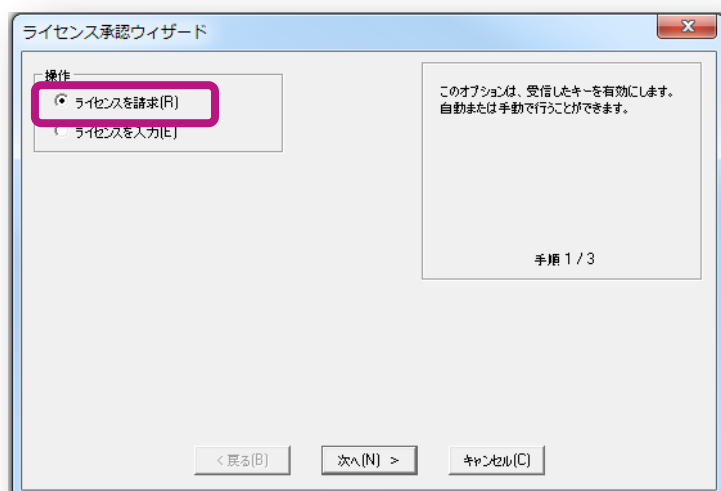 ライセンス承認ウィザード
操作
ライセンスを請求(R)
ライセンスを入力(E)
このオプションは、受信したキーを有効にします。
自動または手動で行うことができます。
手順 1 / 3
< 戻る(B)
次へ(N) >
キャンセル(C)